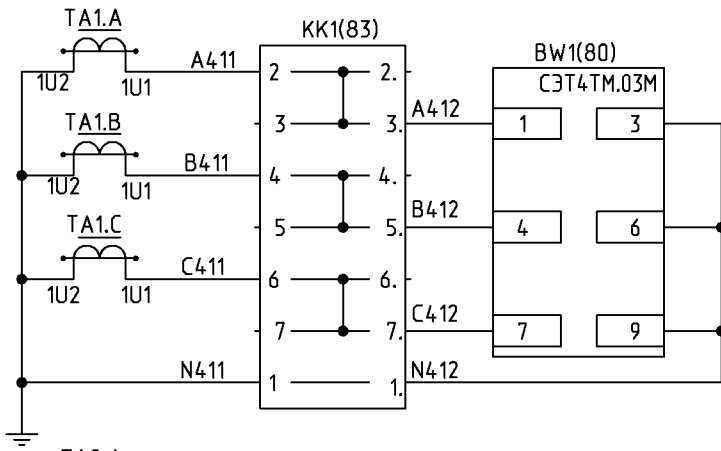 TA1.A
KK1(83)
BW1(80)
1U2 1U1 A411 2 2. СЭТ4ТМ.03М
3 3. A412 1 3
TA1.B
1U2 1U1 B411 4 4.
5 5. B412 4 6
TA1.C
1U2 1U1 C411 6 6.
7 7. C412 7 9
N411 1 1. N412